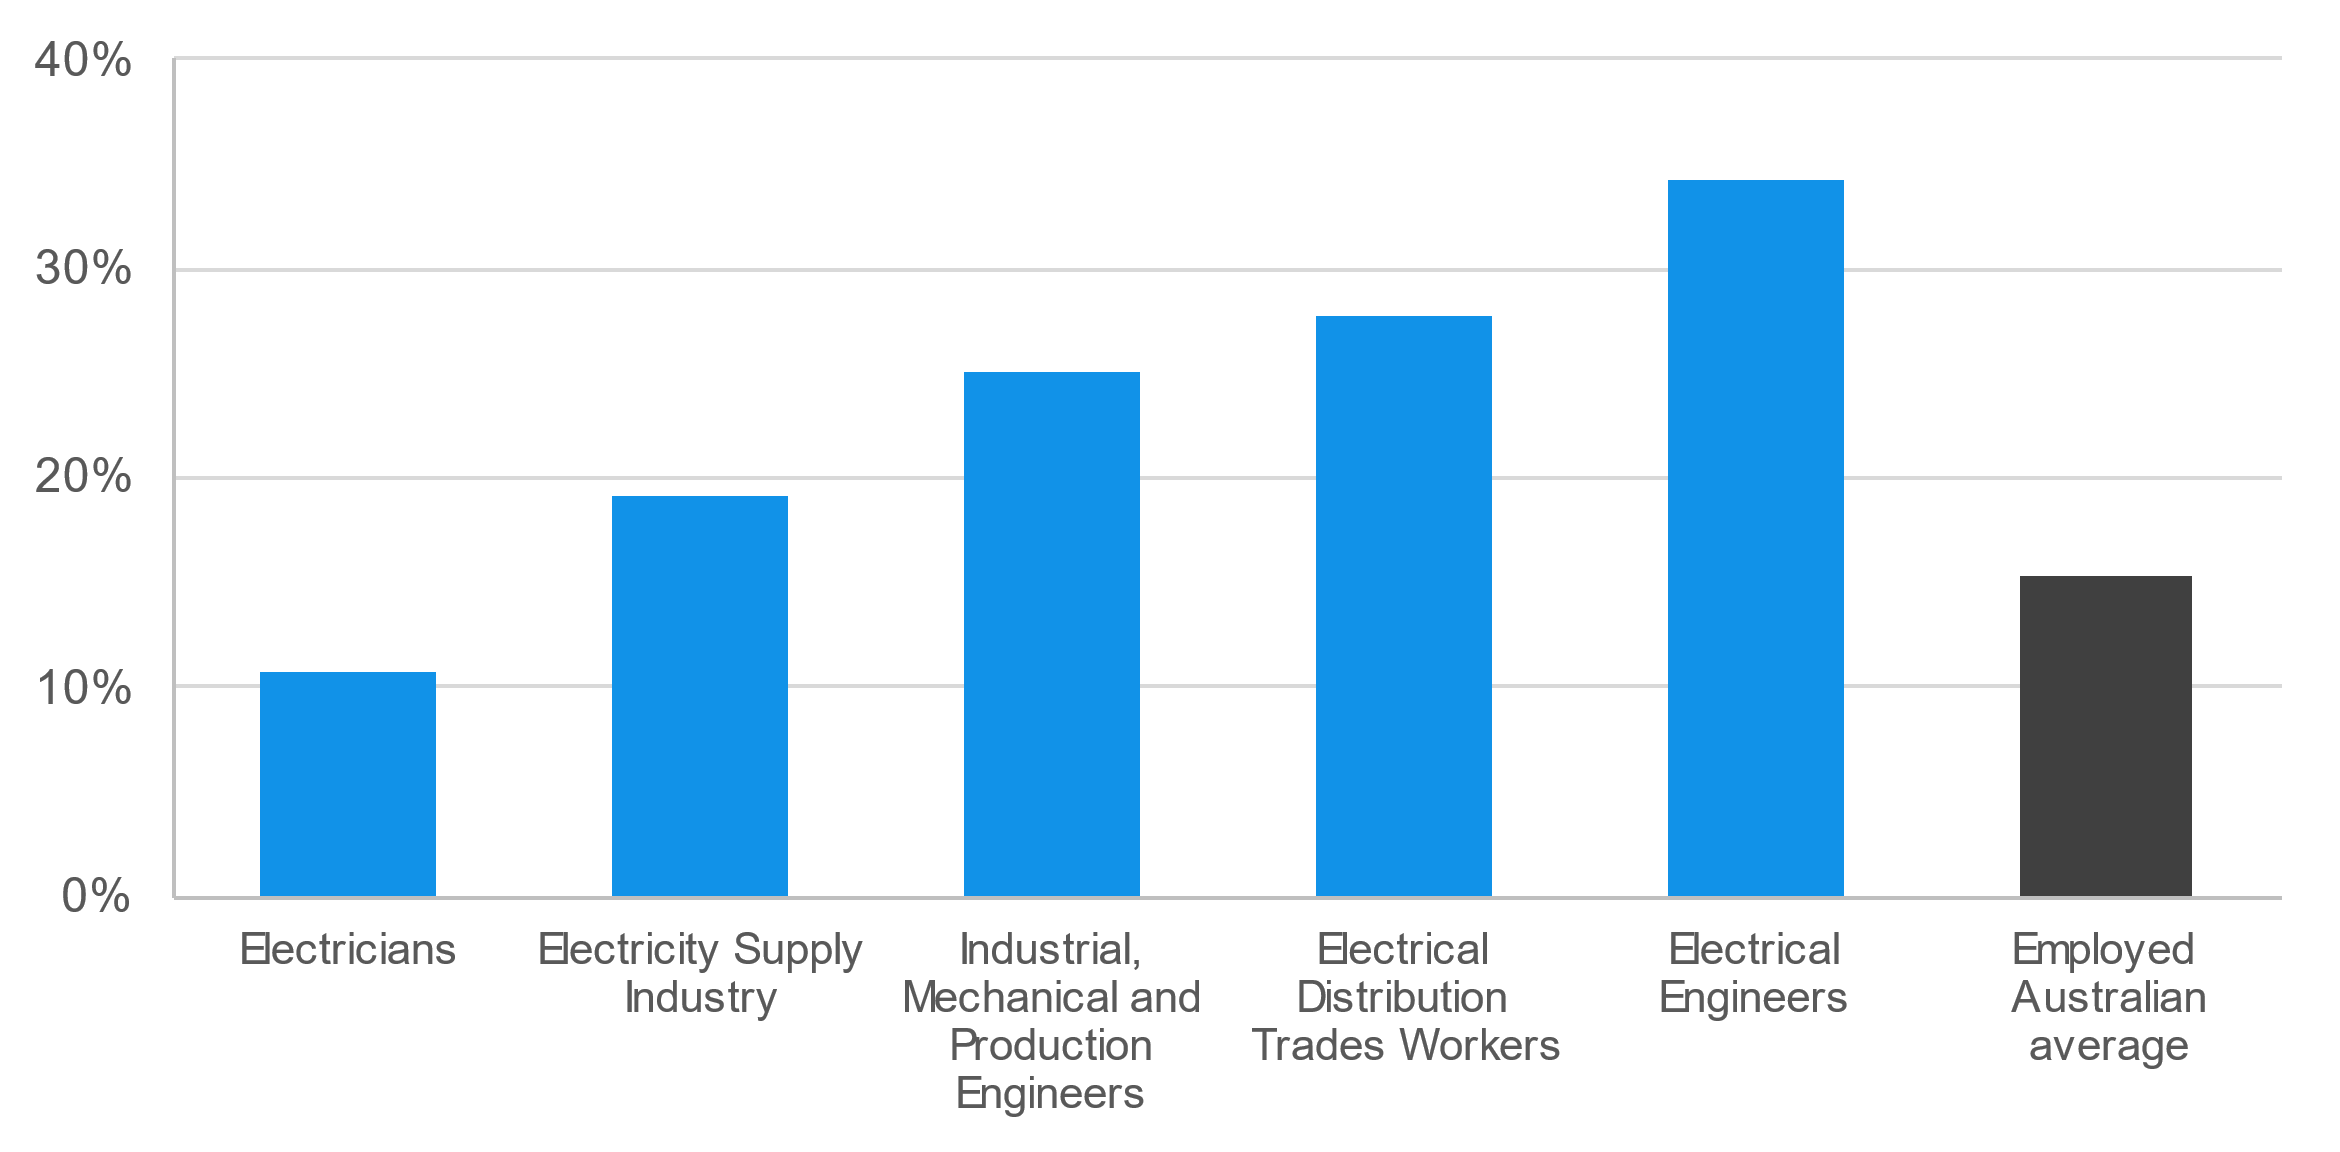 40%
30%
20%
10%
0%
Electricians
Electricity Supply
Industry
Industrial,
Mechanical and
Production
Engineers
Electrical
Distribution
Trades Workers
Electrical
Engineers
Employed
Australian
average